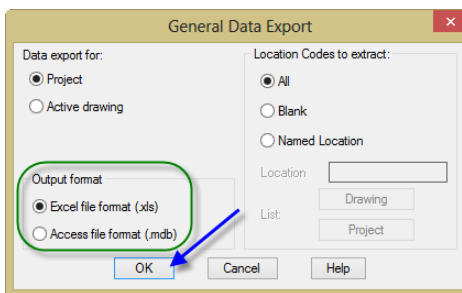 General Data Export
Data export for:
Project
Active drawing
Output format
Excel file format (.xls)
Access file format (.mdb)
Location Codes to extract:
All
Blank
Named Location
Location
List:
Drawing
Project
OK
Cancel
Help